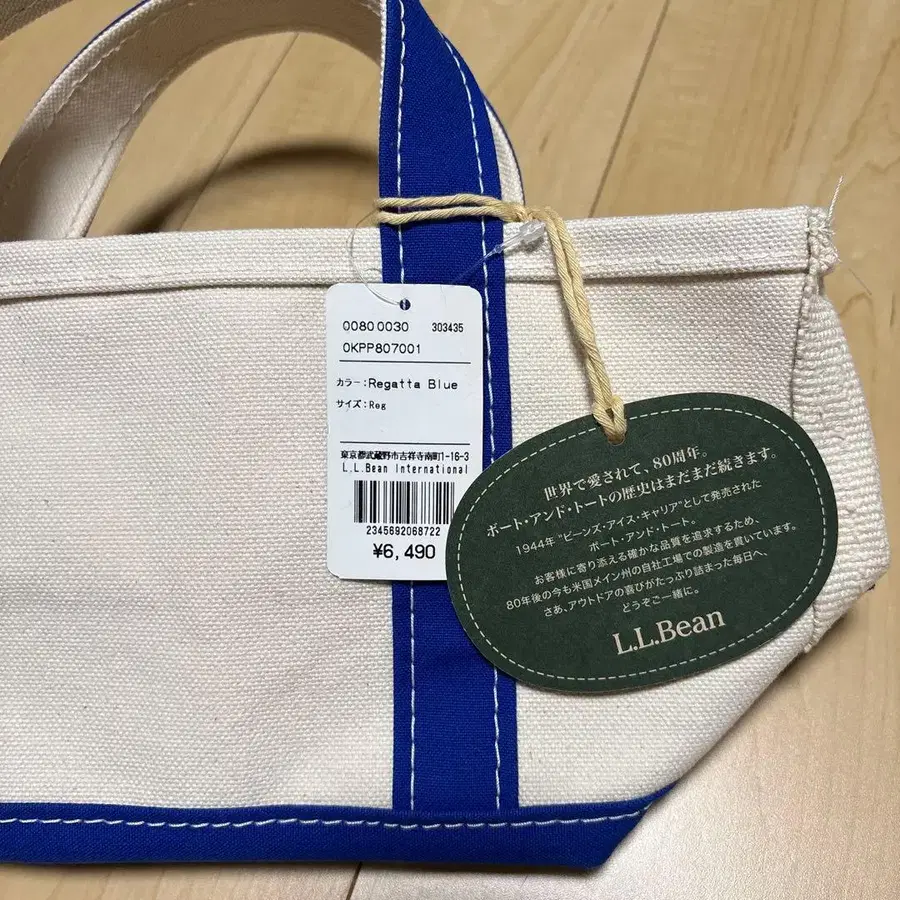 0080 0030 303435
0KPP807001
カラー:Regatta Blue
サイズ:Reg
東京都武蔵野市吉祥寺南町1-16-3
L.L.Bean International
2345692068722
¥6,490
世界で愛されて、80周年。
ボート・アンド・トートの歴史はまだまだ続きます。
1944年“ビーンズ・アイス・キャリア”として発売された
ボート・アンド・トート。
お客様に寄り添える確かな品質を追求するため、
80年後の今も米国メイン州の自社工場での製造を貫いています。
さあ、アウトドアの喜びがたっぷり詰まった毎日へ、
どうぞご一緒に。
L.L.Bean